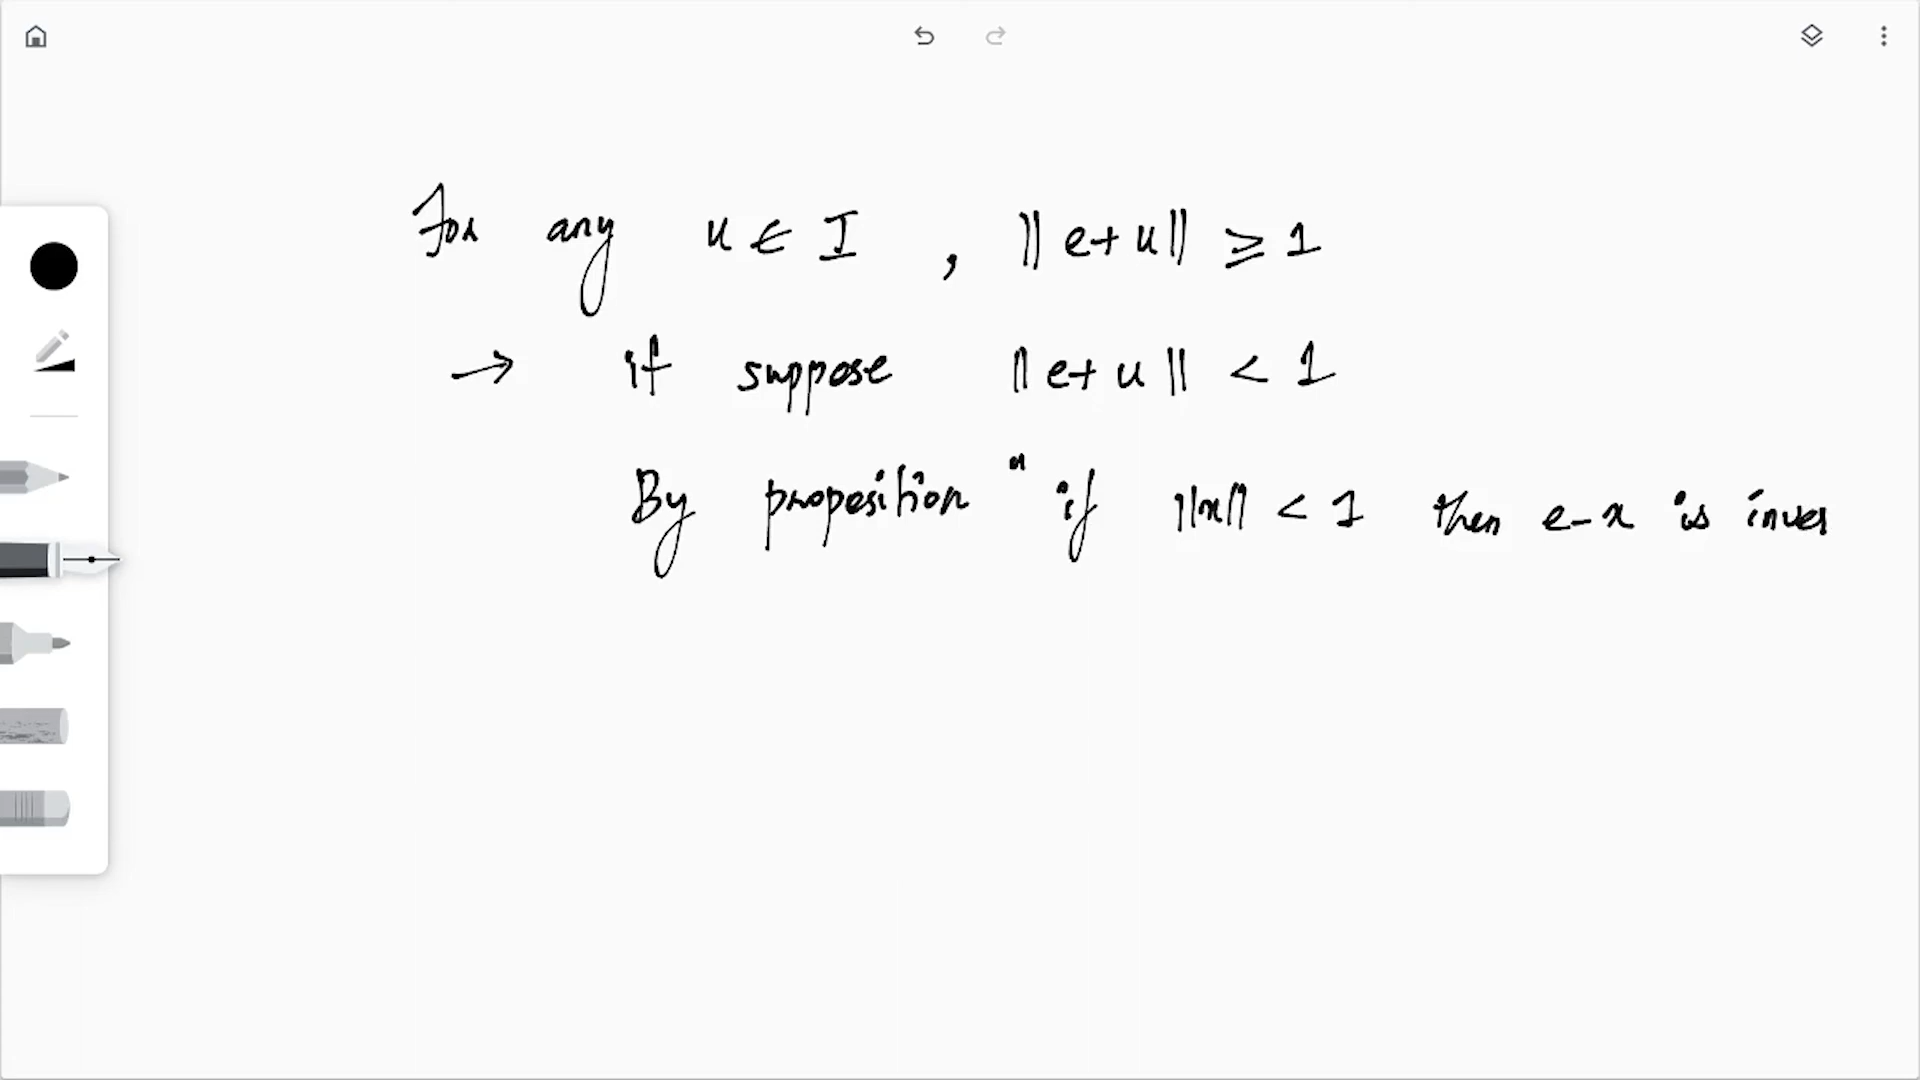 For any u ∈ I , ||e+u|| ⩾ 1
→ if suppose ||e+u|| < 1
By proposition " if ||x|| < 1 then e-x is inver